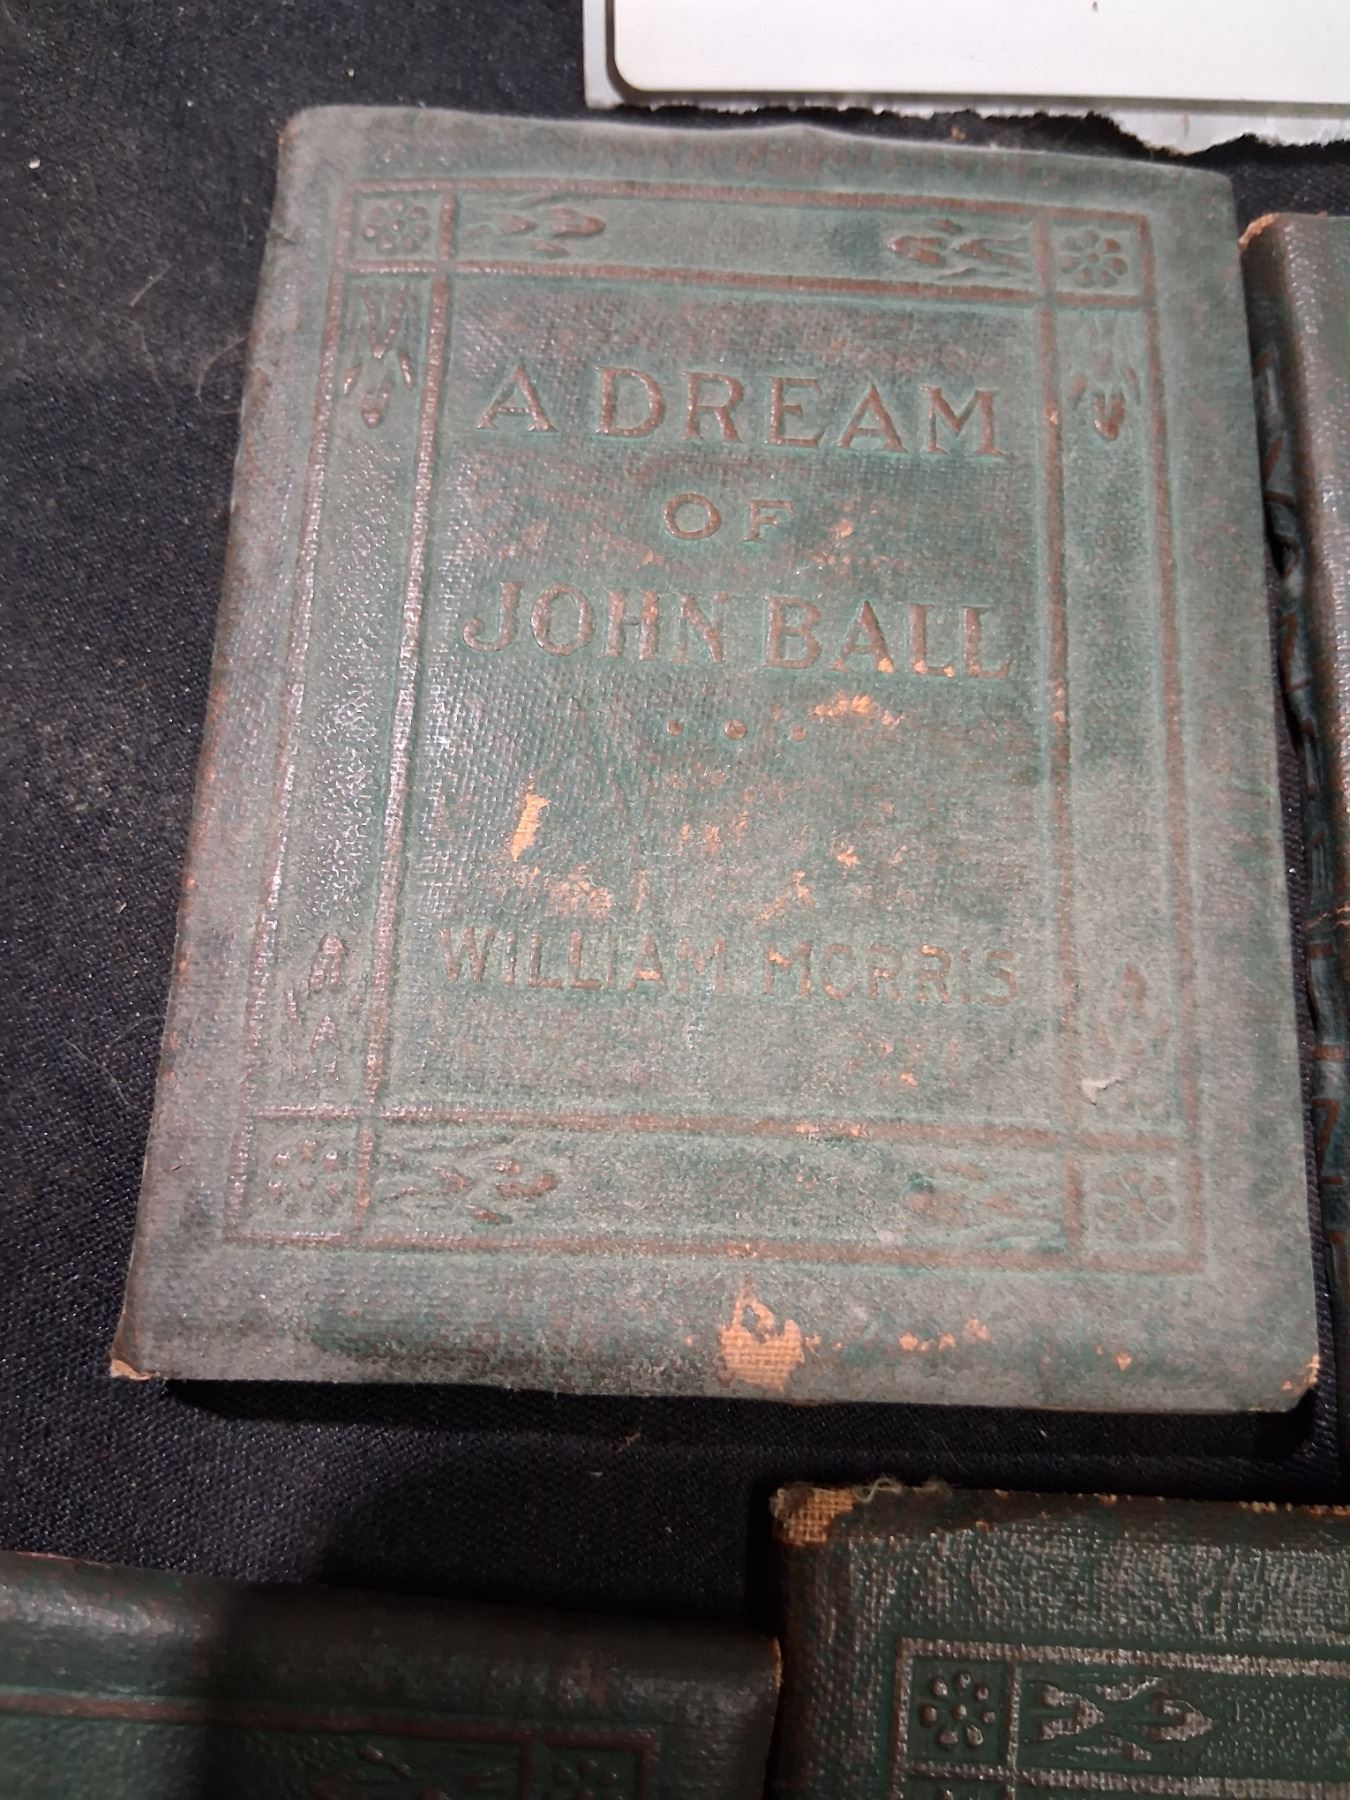 A DREAM
OF
JOHN BALL
WILLIAM MORRIS